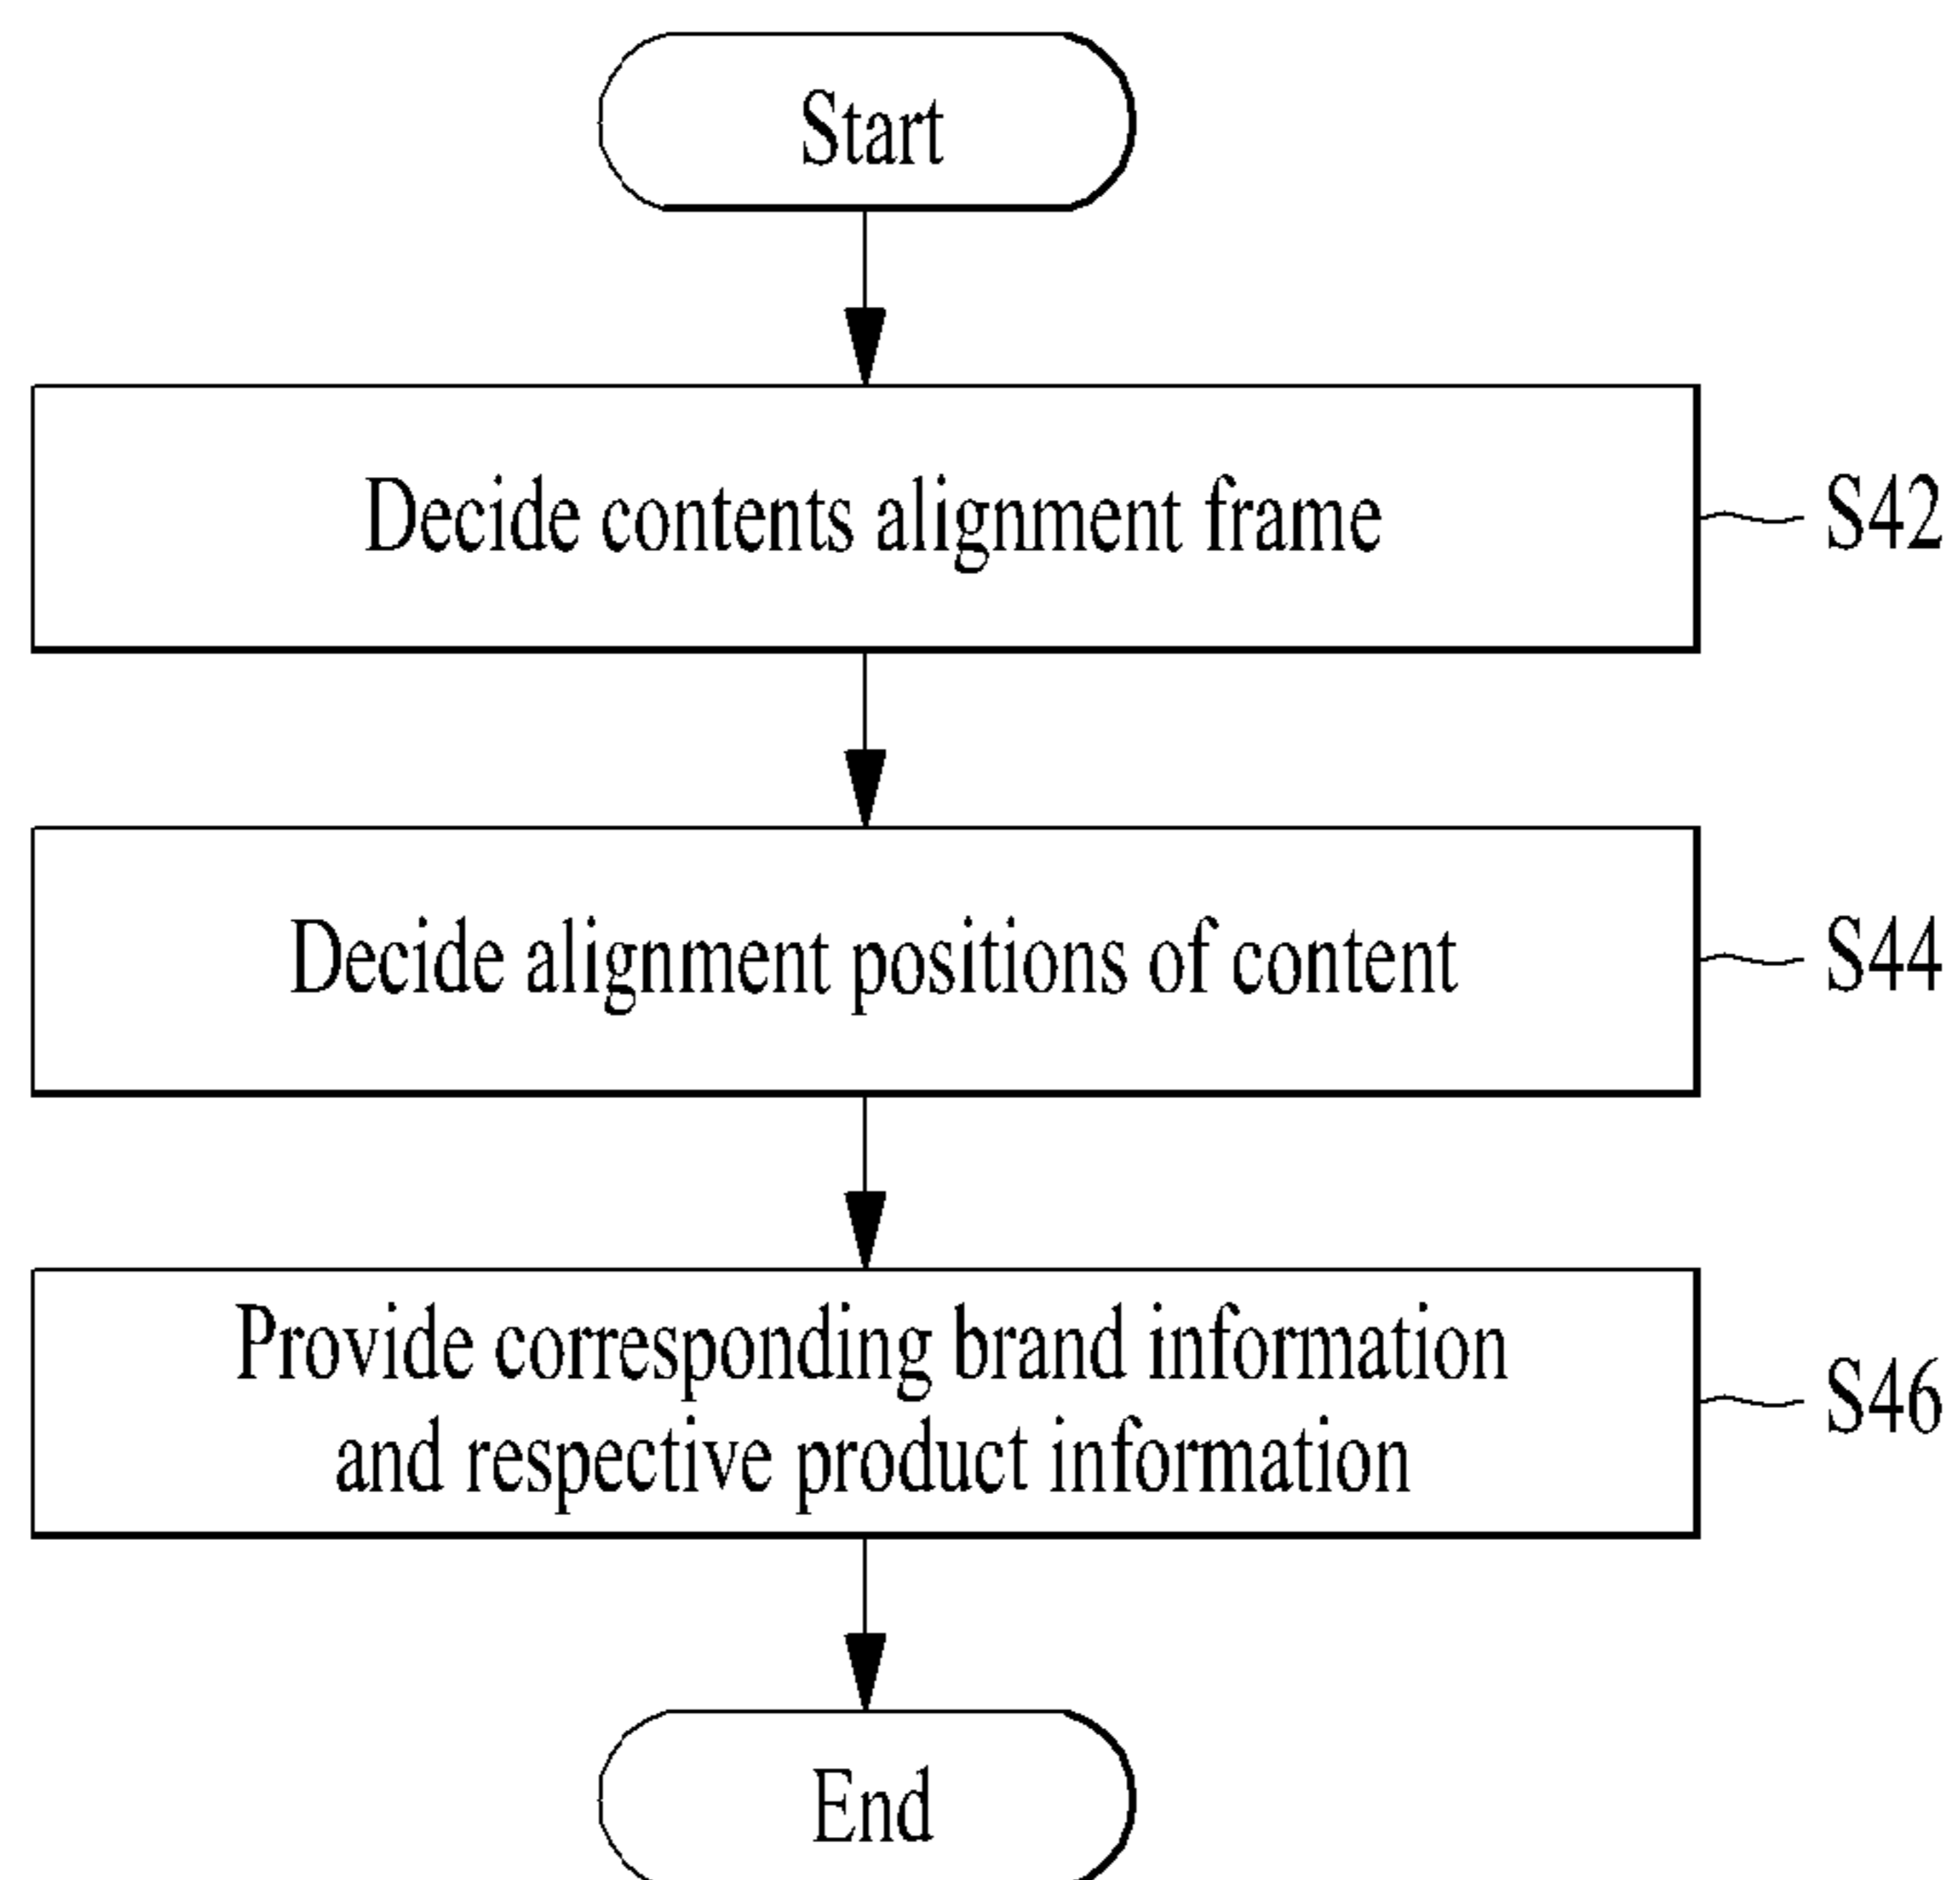 Start
Decide contents alignment frame
S42
Decide alignment positions of content
S44
Provide corresponding brand information
and respective product information
S46
End